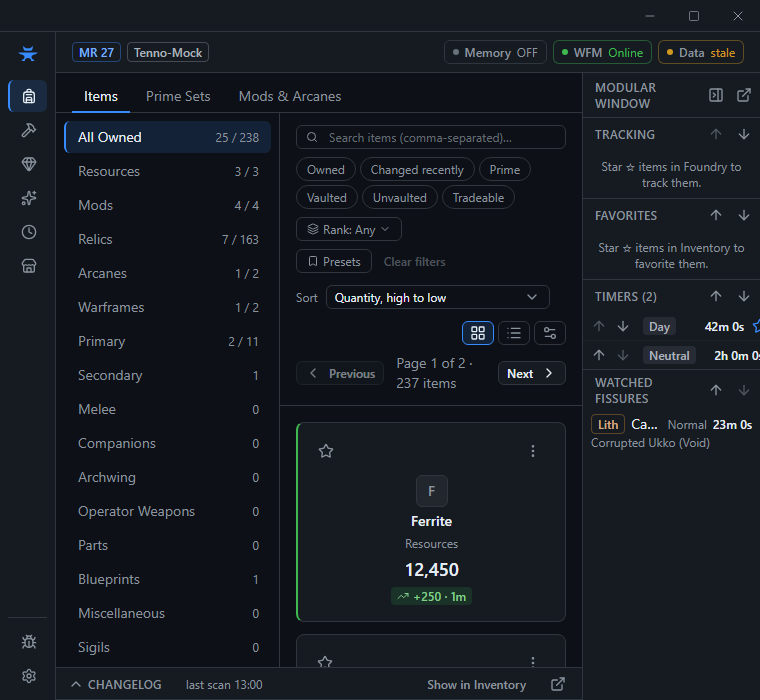 MR 27
Tenno-Mock
Memory OFF
WFM Online
Data stale
Items
Prime Sets
Mods & Arcanes
All Owned 25 / 238
Resources 3 / 3
Mods 4 / 4
Relics 7 / 163
Arcanes 1 / 2
Warframes 1 / 2
Primary 2 / 11
Secondary 1
Melee 0
Companions 0
Archwing 0
Operator Weapons 0
Parts 0
Blueprints 1
Miscellaneous 0
Sigils 0
Search items (comma-separated)...
Owned
Changed recently
Prime
Vaulted
Unvaulted
Tradeable
Rank: Any
Presets
Clear filters
Sort
Quantity, high to low
Previous
Page 1 of 2 ·
237 items
Next
F
Ferrite
Resources
12,450
+250 · 1m
MODULAR
WINDOW
TRACKING
Star ☆ items in Foundry to
track them.
FAVORITES
Star ☆ items in Inventory to
favorite them.
TIMERS (2)
Day 42m 0s
Neutral 2h 0m 0s
WATCHED
FISSURES
Lith Ca... Normal 23m 0s
Corrupted Ukko (Void)
CHANGELOG
last scan 13:00
Show in Inventory